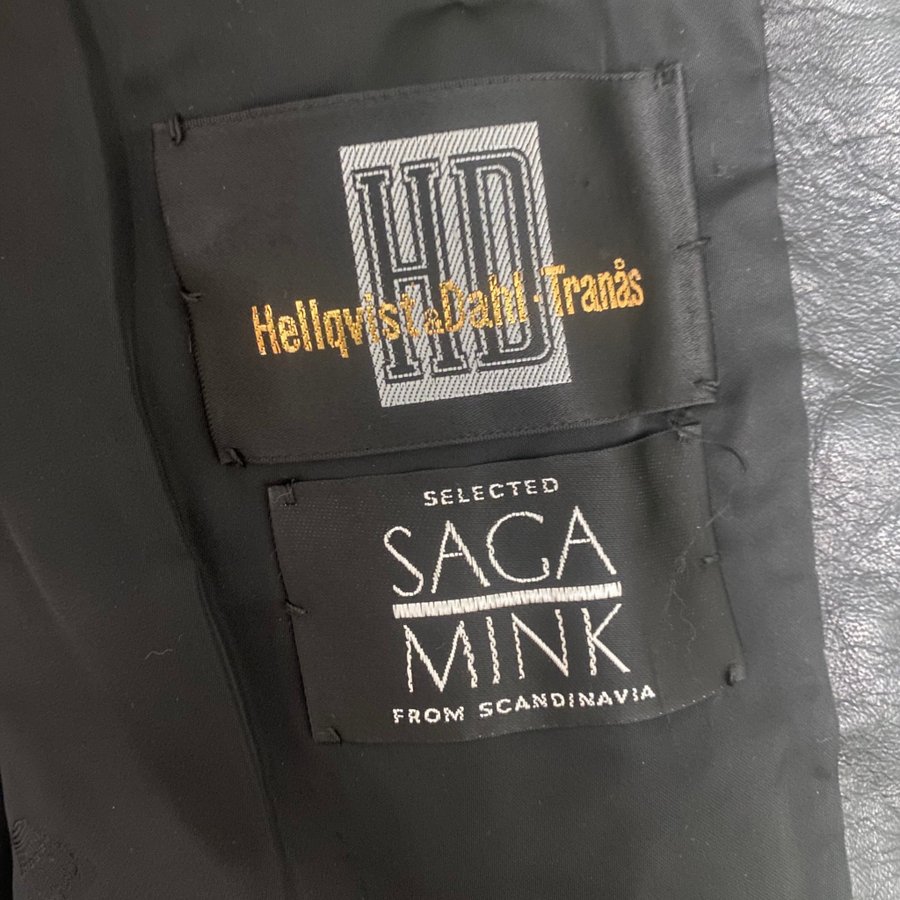 HD
Hellqvist & Dahl · Tranås
SELECTED
SAGA
MINK
FROM SCANDINAVIA